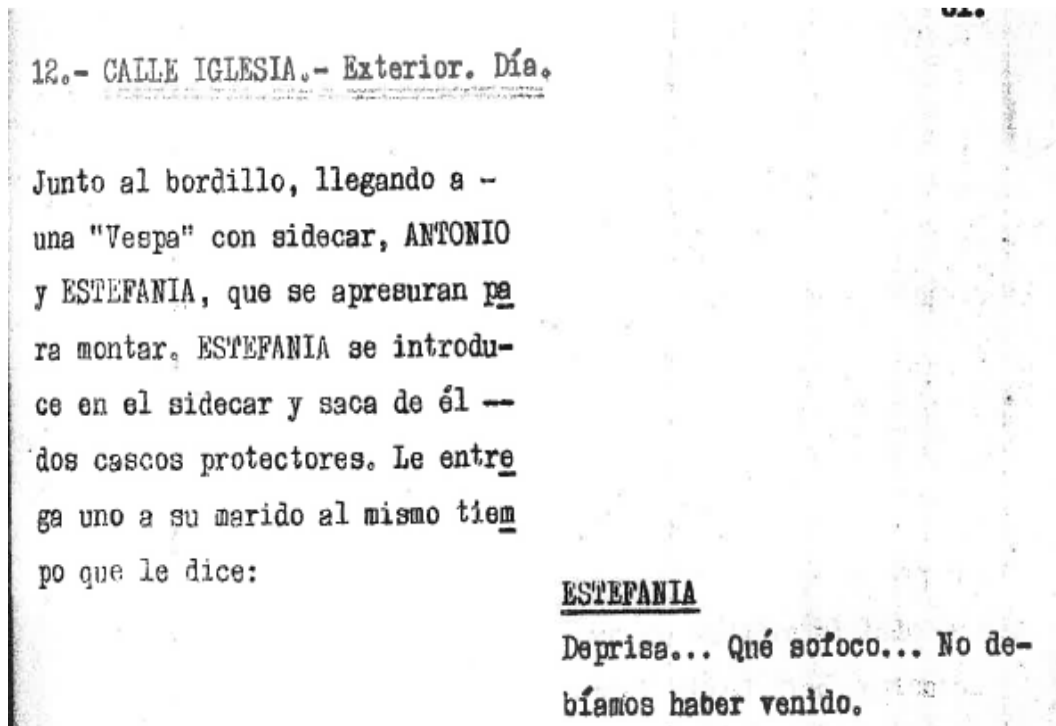 12.- CALLE IGLESIA.- Exterior. Día.
Junto al bordillo, llegando a -
una "Vespa" con sidecar, ANTONIO
y ESTEFANIA, que se apresuran pa
ra montar. ESTEFANIA se introdu-
ce en el sidecar y saca de él --
dos cascos protectores. Le entre
ga uno a su marido al mismo tiem
po que le dice:
ESTEFANIA
Deprisa... Qué sofoco... No de-
bíamos haber venido.